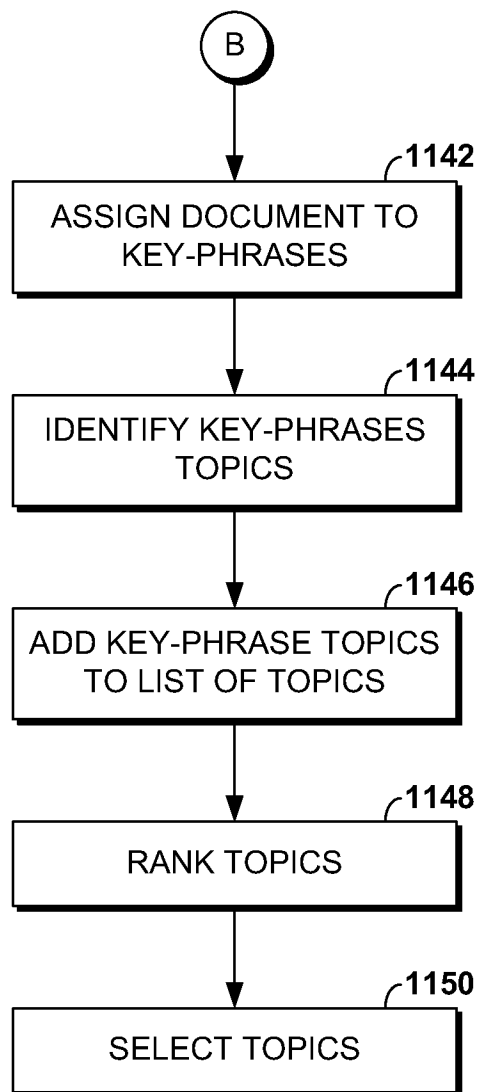 B
1142
ASSIGN DOCUMENT TO
KEY-PHRASES
1144
IDENTIFY KEY-PHRASES
TOPICS
1146
ADD KEY-PHRASE TOPICS
TO LIST OF TOPICS
1148
RANK TOPICS
1150
SELECT TOPICS